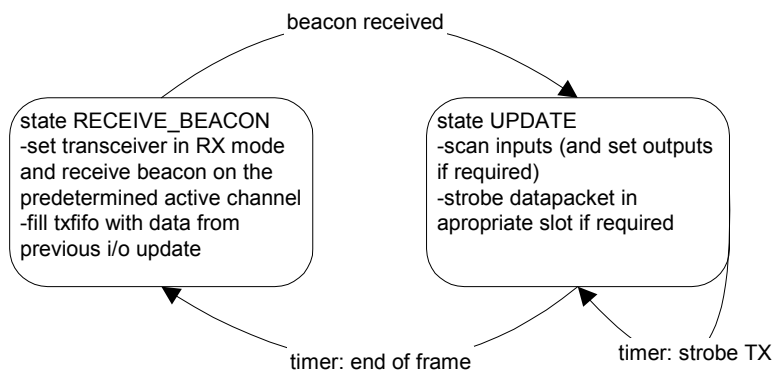 beacon received
state RECEIVE_BEACON
-set transceiver in RX mode
and receive beacon on the
predetermined active channel
-fill txfifo with data from
previous i/o update
state UPDATE
-scan inputs (and set outputs
if required)
-strobe datapacket in
apropriate slot if required
timer: end of frame
timer: strobe TX